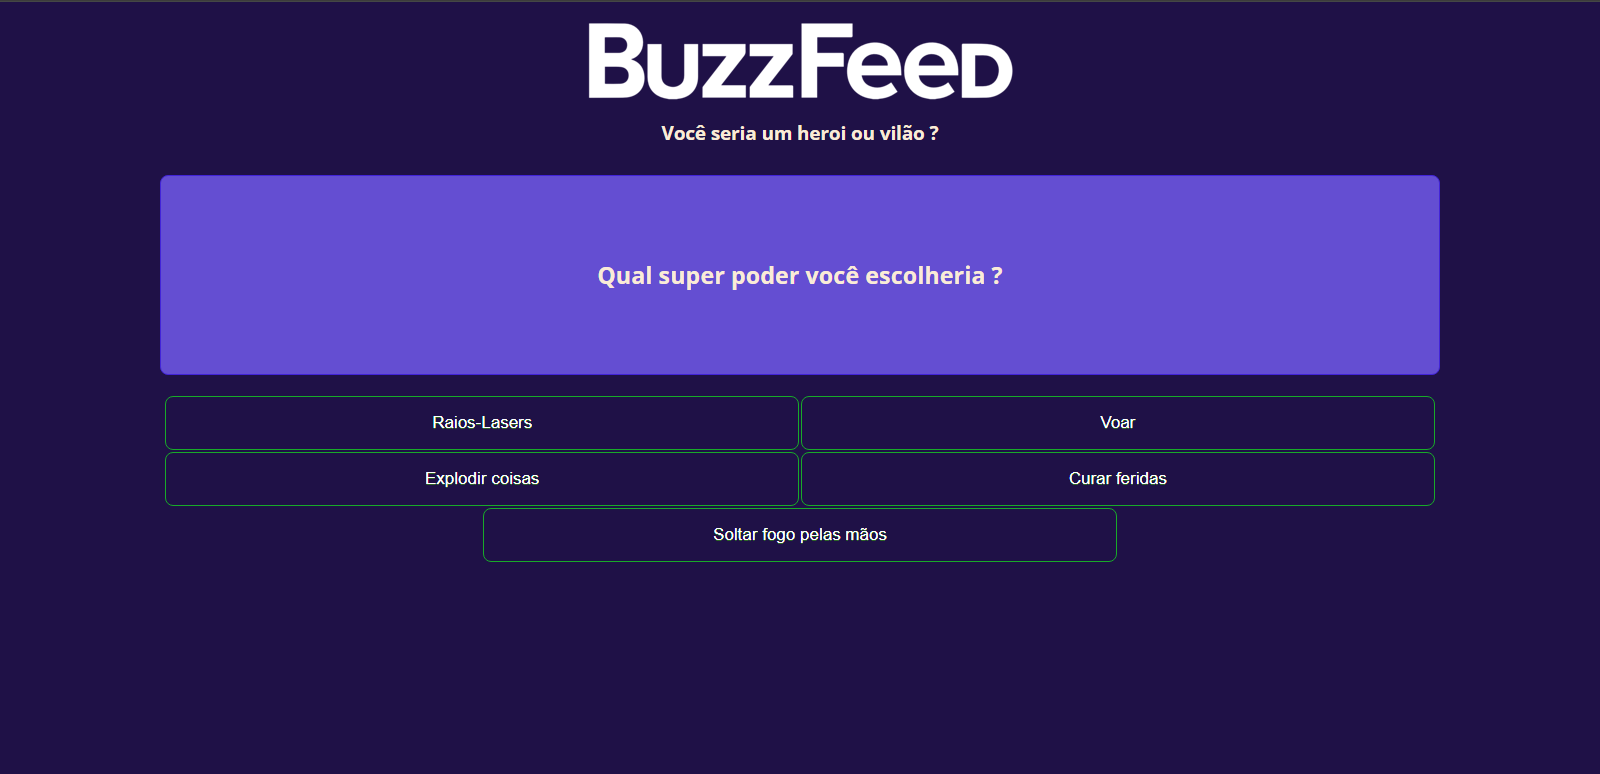 BuzzFeed
Você seria um heroi ou vilão ?
Qual super poder você escolheria ?
Raios-Lasers
Voar
Explodir coisas
Curar feridas
Soltar fogo pelas mãos